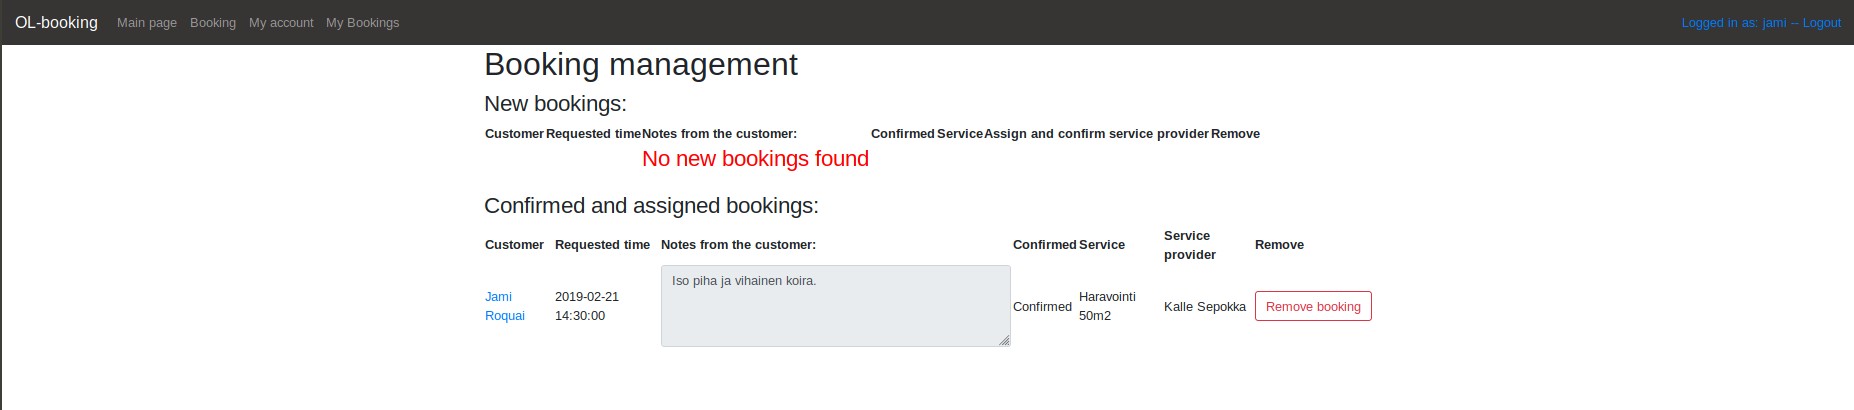 OL-booking Main page Booking My account My Bookings Logged in as: jami -- Logout
Booking management
New bookings:
Customer Requested time Notes from the customer: Confirmed Service Assign and confirm service provider Remove
No new bookings found
Confirmed and assigned bookings:
Customer Requested time Notes from the customer: Confirmed Service Service provider Remove
Iso piha ja vihainen koira.
Jami Roquai 2019-02-21 14:30:00 Confirmed Haravointi 50m2 Kalle Sepokka Remove booking